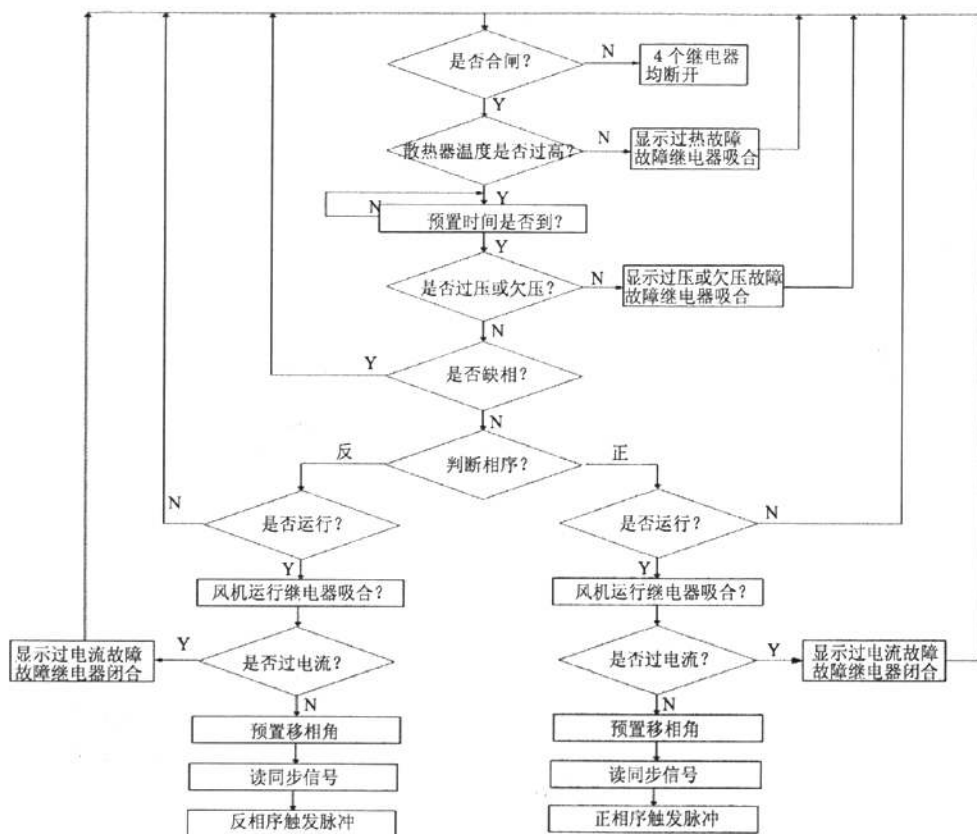 是否合闸?
N
4 个继电器
均断开
Y
散热器温度是否过高?
N
显示过热故障
故障继电器吸合
Y
N
预置时间是否到?
Y
是否过压或欠压?
N
显示过压或欠压故障
故障继电器吸合
N
Y
是否缺相?
N
反
判断相序?
正
N
是否运行?
是否运行?
N
Y
Y
风机运行继电器吸合?
风机运行继电器吸合?
显示过电流故障
故障继电器闭合
Y
是否过电流?
是否过电流?
Y
显示过电流故障
故障继电器闭合
N
N
预置移相角
预置移相角
读同步信号
读同步信号
反相序触发脉冲
正相序触发脉冲